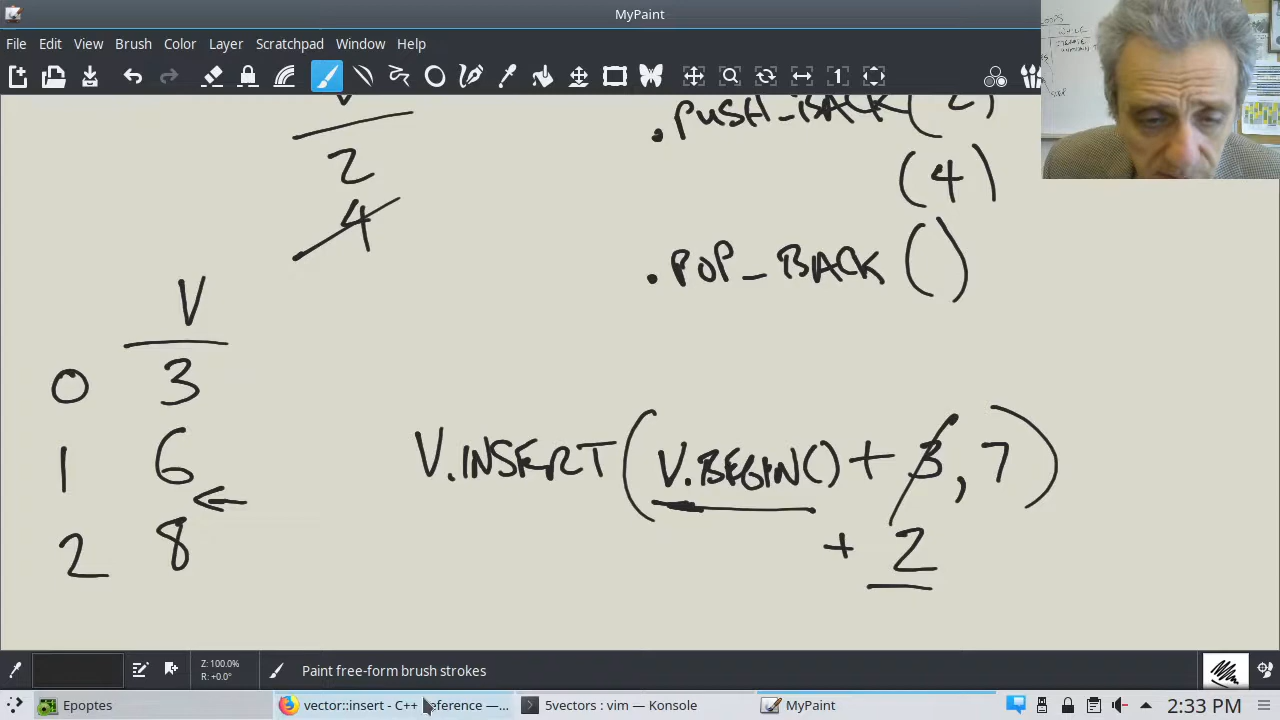 MyPaint
File Edit View Brush Color Layer Scratchpad Window Help
V
.PUSH_BACK(2)
2
(4)
4
.POP_BACK()
V
0 3
1 6
V.INSERT(V.BEGIN()+3,7)
2 8
+2
Z: 100.0%
R: +0.0°
Paint free-form brush strokes
Epoptes
vector::insert - C++ Reference —...
5vectors : vim — Konsole
MyPaint
2:33 PM